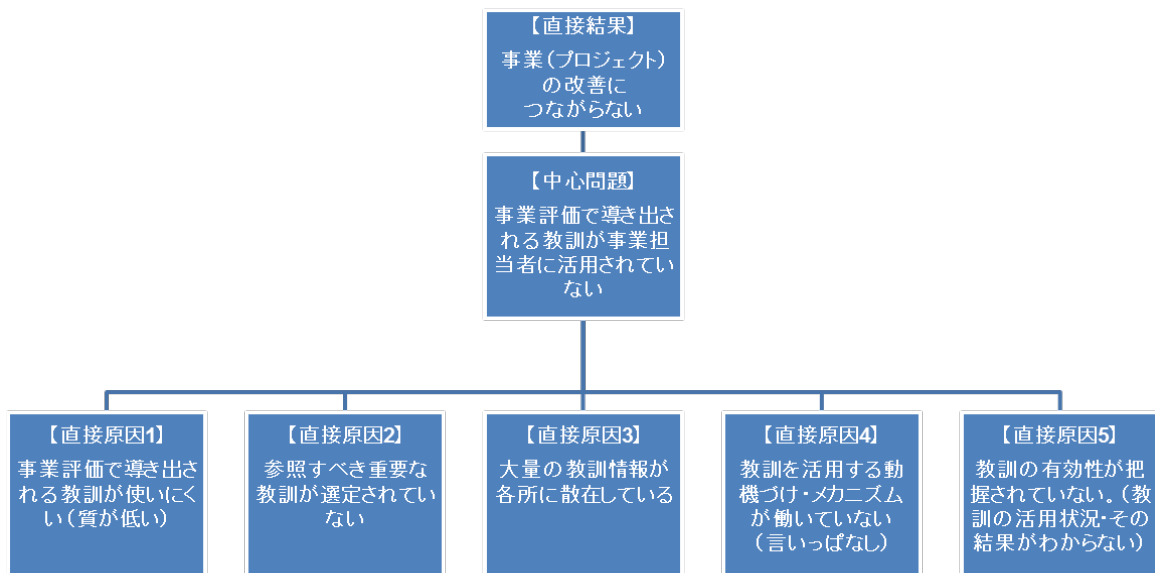 【直接結果】
事業（プロジェクト）
の改善に
つながらない
【中心問題】
事業評価で導き出さ
れる教訓が事業担
当者に活用されてい
ない
【直接原因1】
事業評価で導き出さ
れる教訓が使いにく
い（質が低い）
【直接原因2】
参照すべき重要な
教訓が選定されてい
ない
【直接原因3】
大量の教訓情報が
各所に散在している
【直接原因4】
教訓を活用する動
機づけ・メカニズム
が働いていない
（言いっぱなし）
【直接原因5】
教訓の有効性が把
握されていない。（教
訓の活用状況・その
結果がわからない）